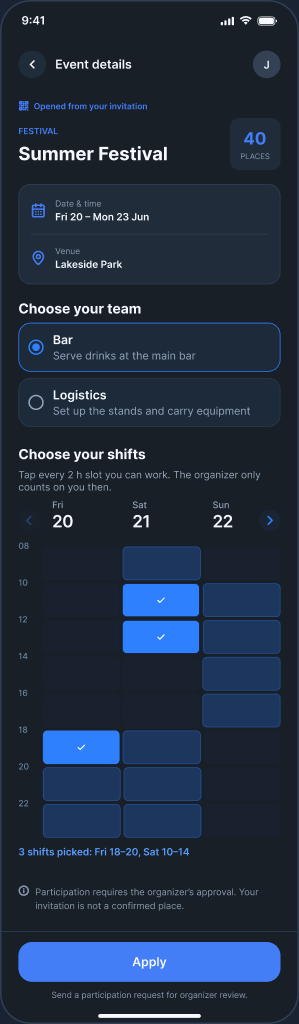 9:41
Event details
J
Opened from your invitation
FESTIVAL
Summer Festival
40
PLACES
Date & time
Fri 20 – Mon 23 Jun
Venue
Lakeside Park
Choose your team
Bar
Serve drinks at the main bar
Logistics
Set up the stands and carry equipment
Choose your shifts
Tap every 2 h slot you can work. The organizer only
counts on you then.
Fri Sat Sun
20 21 22
08
10
12
14
16
18
20
22
3 shifts picked: Fri 18–20, Sat 10–14
Participation requires the organizer’s approval. Your
invitation is not a confirmed place.
Apply
Send a participation request for organizer review.